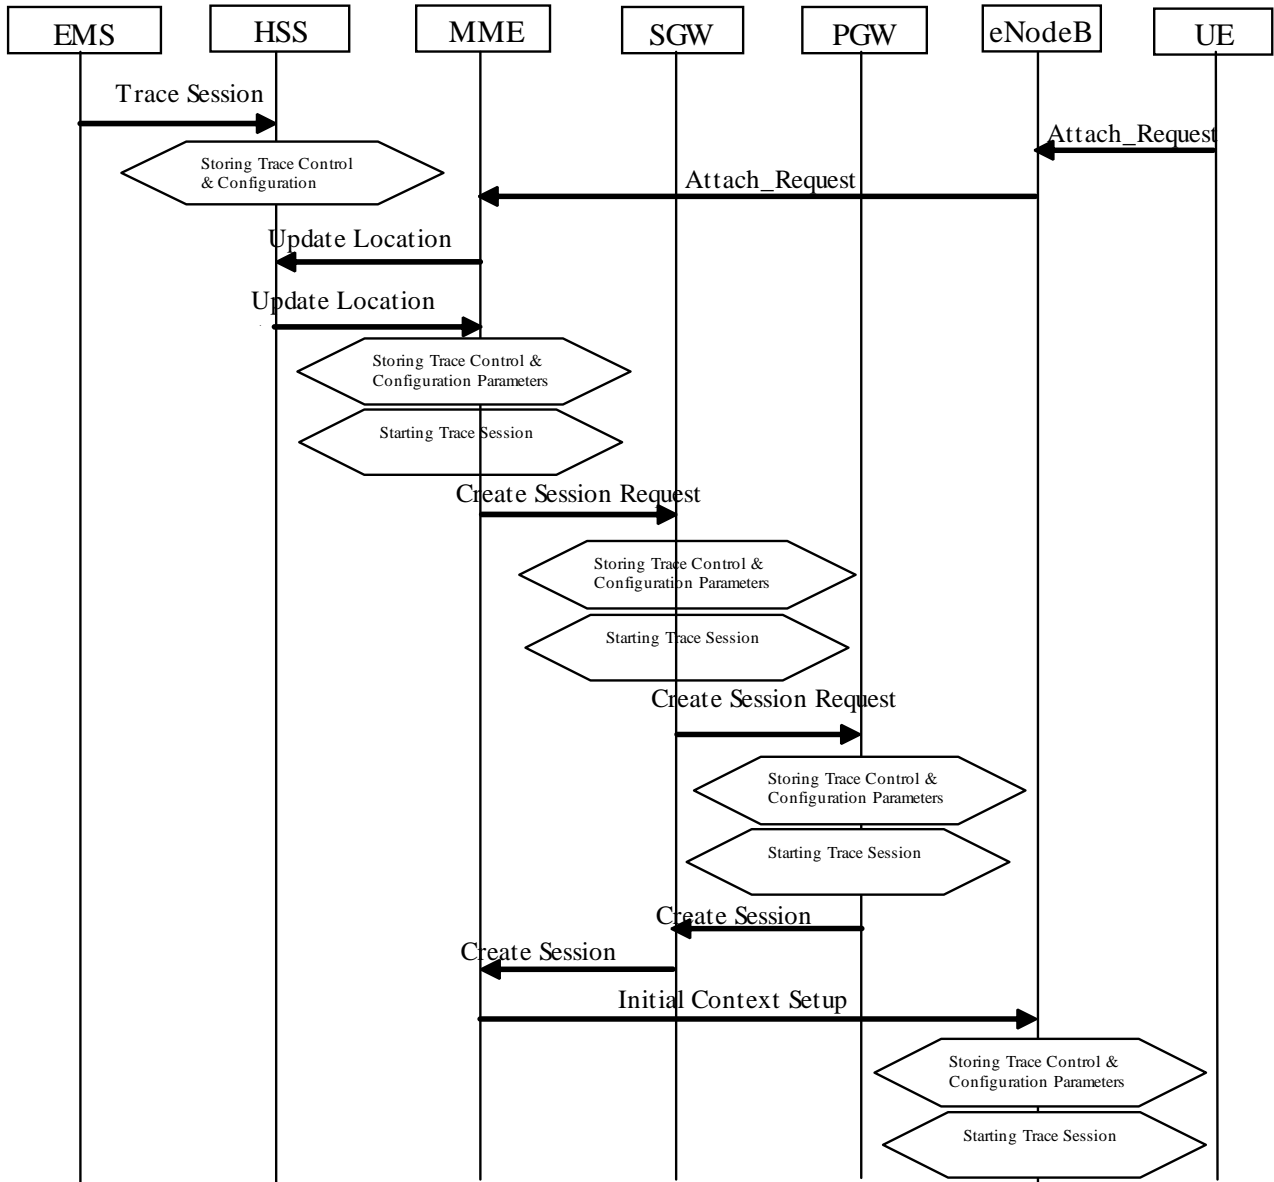 EMS
HSS
MME
SGW
PGW
eNodeB
UE
Trace Session
Attach_Request
Storing Trace Control
& Configuration
Attach_Request
Update Location
Update Location
Storing Trace Control &
Configuration Parameters
Starting Trace Session
Create Session Request
Storing Trace Control &
Configuration Parameters
Starting Trace Session
Create Session Request
Storing Trace Control &
Configuration Parameters
Starting Trace Session
Create Session
Create Session
Initial Context Setup
Storing Trace Control &
Configuration Parameters
Starting Trace Session